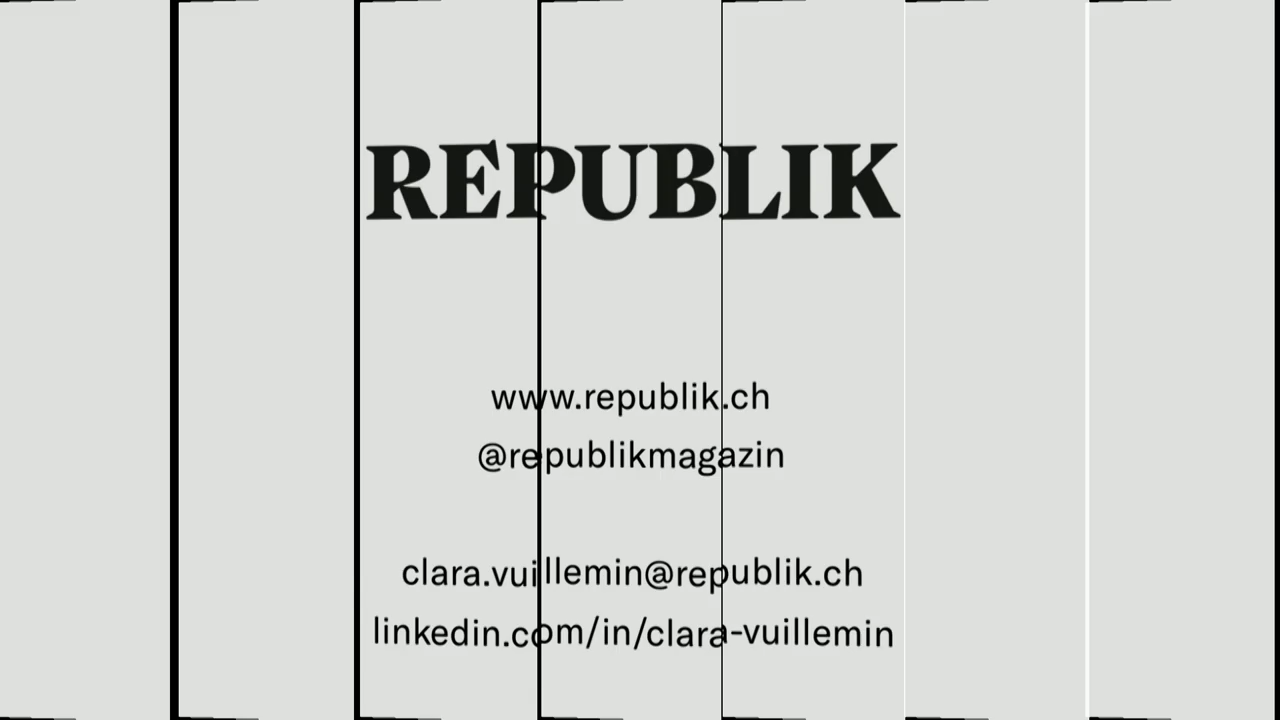 REPUBLIK
www.republik.ch
@republikmagazin
clara.vuillemin@republik.ch
linkedin.com/in/clara-vuillemin